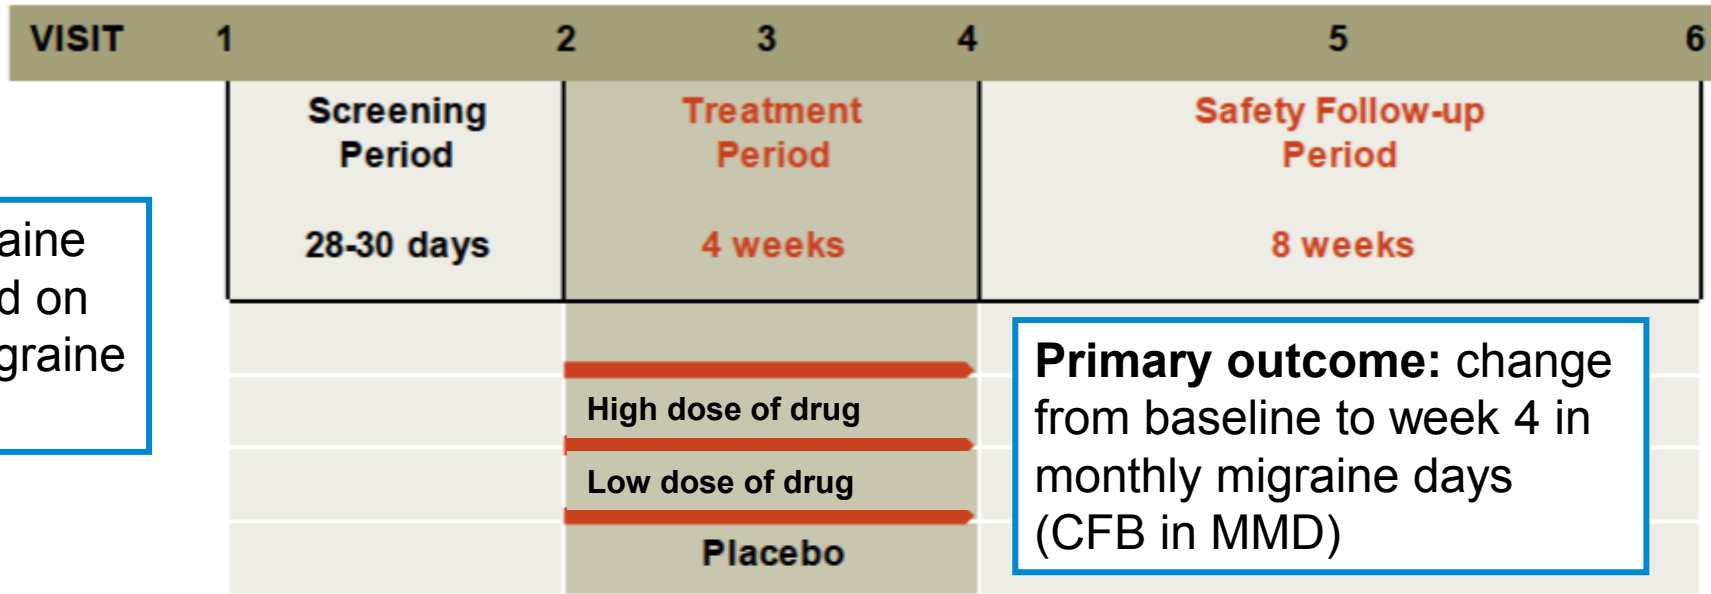 VISIT 1 2 3 4 5 6
Screening
Period
28-30 days
Treatment
Period
4 weeks
Safety Follow-up
Period
8 weeks
aine
d on
graine
High dose of drug
Low dose of drug
Placebo
Primary outcome: change
from baseline to week 4 in
monthly migraine days
(CFB in MMD)